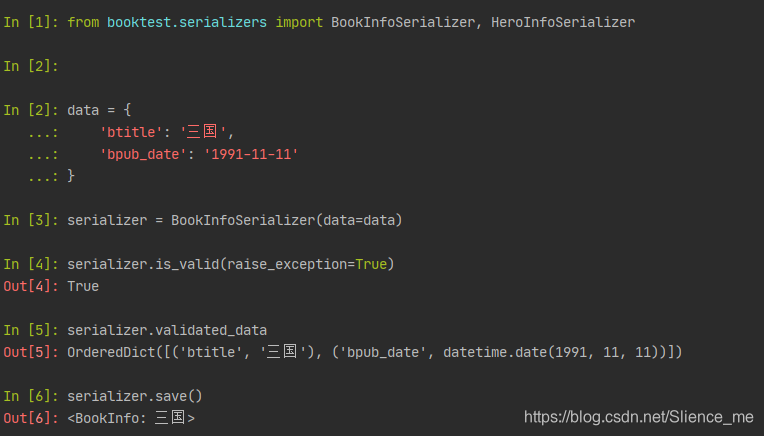 In [1]: from booktest.serializers import BookInfoSerializer, HeroInfoSerializer
In [2]:
In [2]: data = {
   ...:     'btitle': '三国',
   ...:     'bpub_date': '1991-11-11'
   ...: }
In [3]: serializer = BookInfoSerializer(data=data)
In [4]: serializer.is_valid(raise_exception=True)
Out[4]: True
In [5]: serializer.validated_data
Out[5]: OrderedDict([('btitle', '三国'), ('bpub_date', datetime.date(1991, 11, 11))])
In [6]: serializer.save()
Out[6]: <BookInfo: 三国>
https://blog.csdn.net/Slience_me